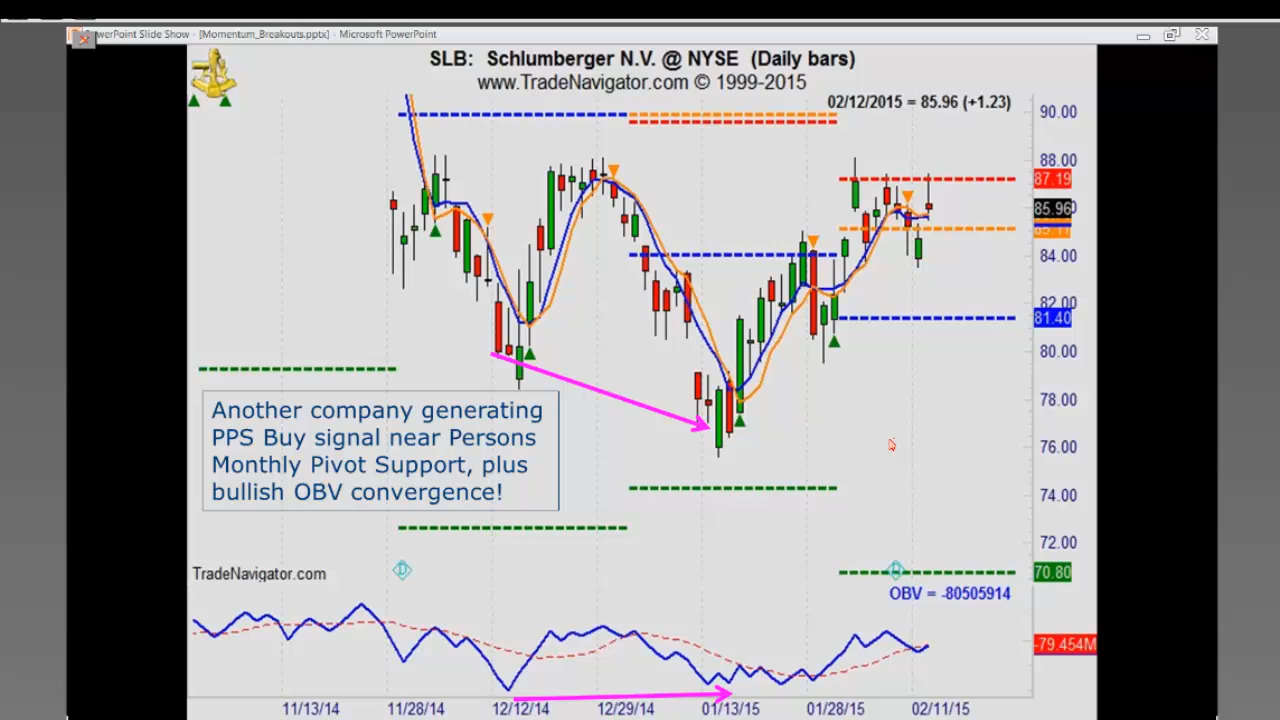 werPoint Slide Show - [Momentum_Breakouts.pptx] - Microsoft PowerPoint
SLB: Schlumberger N.V. @ NYSE (Daily bars)
www.TradeNavigator.com © 1999-2015
02/12/2015 = 85.96 (+1.23)
90.00
88.00
87.19
85.96
84.00
82.00
81.40
80.00
78.00
76.00
74.00
72.00
70.80
Another company generating
PPS Buy signal near Persons
Monthly Pivot Support, plus
bullish OBV convergence!
TradeNavigator.com
D
D
OBV = -80505914
-79.454M
11/13/14 11/28/14 12/12/14 12/29/14 01/13/15 01/28/15 02/11/15